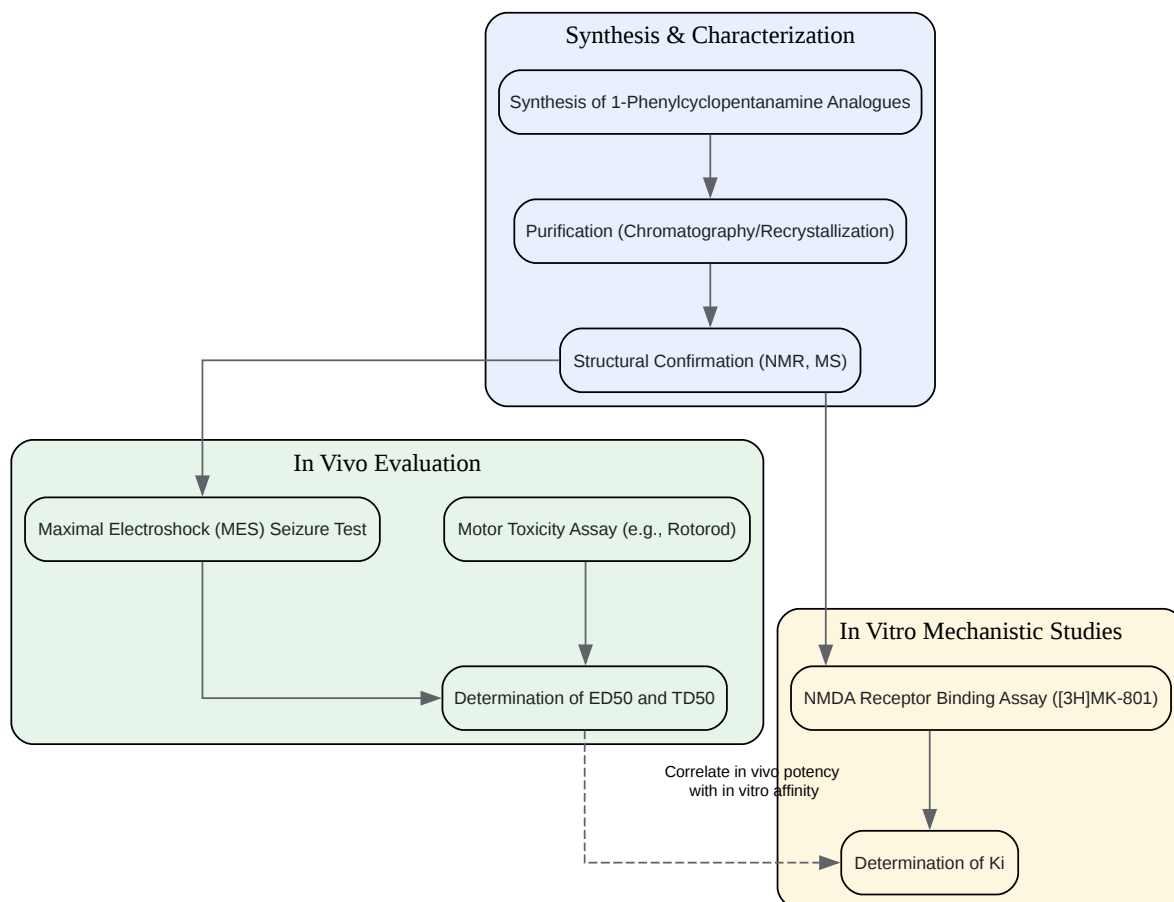 Synthesis & Characterization
Synthesis of 1-Phenylcyclopentanamine Analogues
Purification (Chromatography/Recrystallization)
Structural Confirmation (NMR, MS)
In Vivo Evaluation
Maximal Electroshock (MES) Seizure Test
Motor Toxicity Assay (e.g., Rotorod)
Determination of ED50 and TD50
In Vitro Mechanistic Studies
NMDA Receptor Binding Assay ([3H]MK-801)
Correlate in vivo potency
with in vitro affinity
Determination of Ki